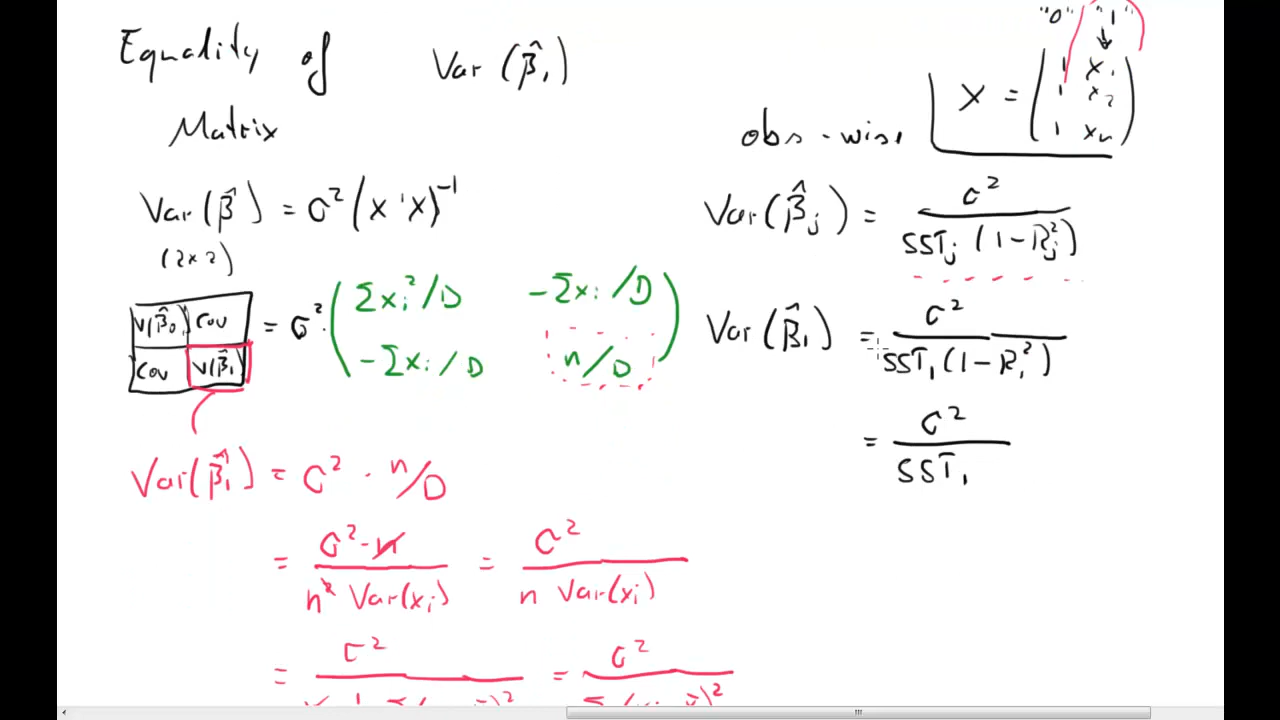 Equality of Var(β̂₁)
Matrix
Var(β̂) = σ²(X'X)⁻¹
(2×2)
V(β̂₀) Cov
Cov V(β̂₁)
= σ² · ( Σxᵢ²/D -Σxᵢ/D
-Σxᵢ/D n/D )
Var(β̂₁) = σ² · n/D
= σ²·n / n² Var(xᵢ) = σ² / n Var(xᵢ)
= σ² / = σ² /
"0" "1"
X = ( 1 x₁
1 x₂
1 xₙ )
obs-wise
Var(β̂ⱼ) = σ² / SSTⱼ (1-Rⱼ²)
Var(β̂₁) = σ² / SST₁(1-R₁²)
= σ² / SST₁